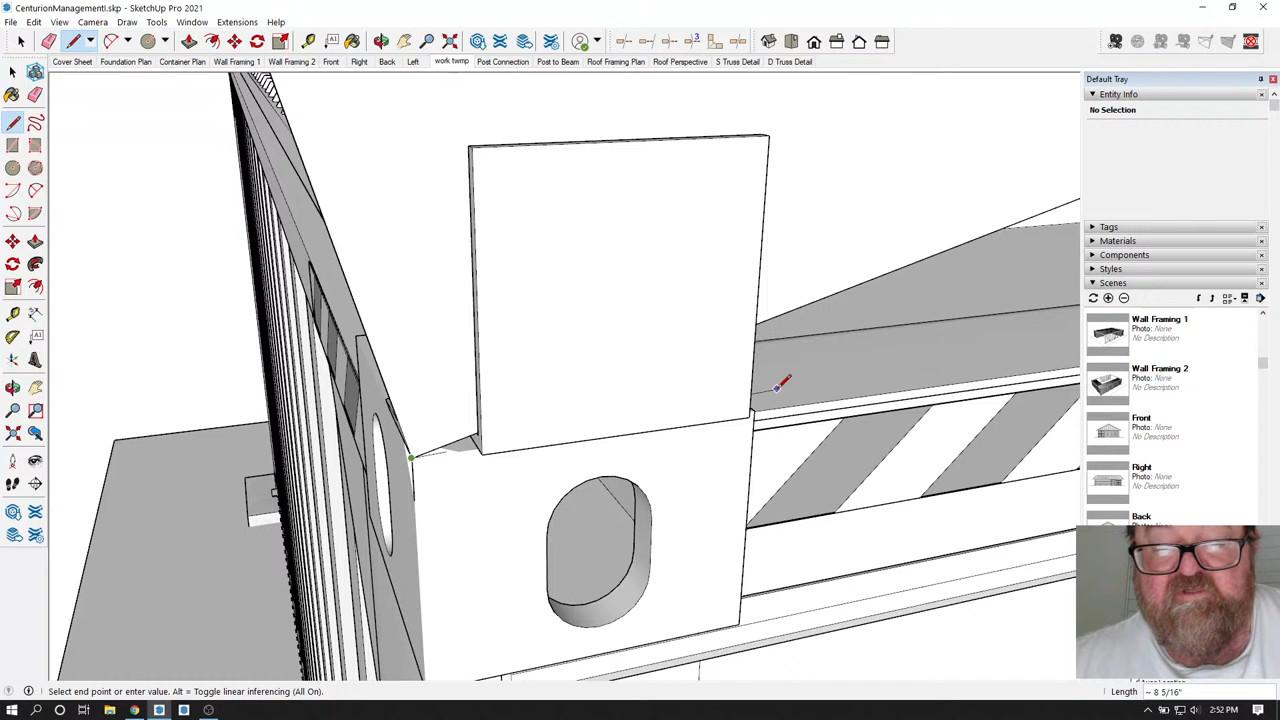 CenturionManagementI.skp - SketchUp Pro 2021
File Edit View Camera Draw Tools Window Extensions Help
Cover Sheet Foundation Plan Container Plan Wall Framing 1 Wall Framing 2 Front Right Back Left work twmp Post Connection Post to Beam Roof Framing Plan Roof Perspective S Truss Detail D Truss Detail
Default Tray
Entity Info
No Selection
Tags
Materials
Components
Styles
Scenes
Wall Framing 1
Photo: None
No Description
Wall Framing 2
Photo: None
No Description
Front
Photo: None
No Description
Right
Photo: None
No Description
Back
Select end point or enter value. Alt = Toggle linear inferencing (All On).
Length ~ 8 5/16"
2:52 PM